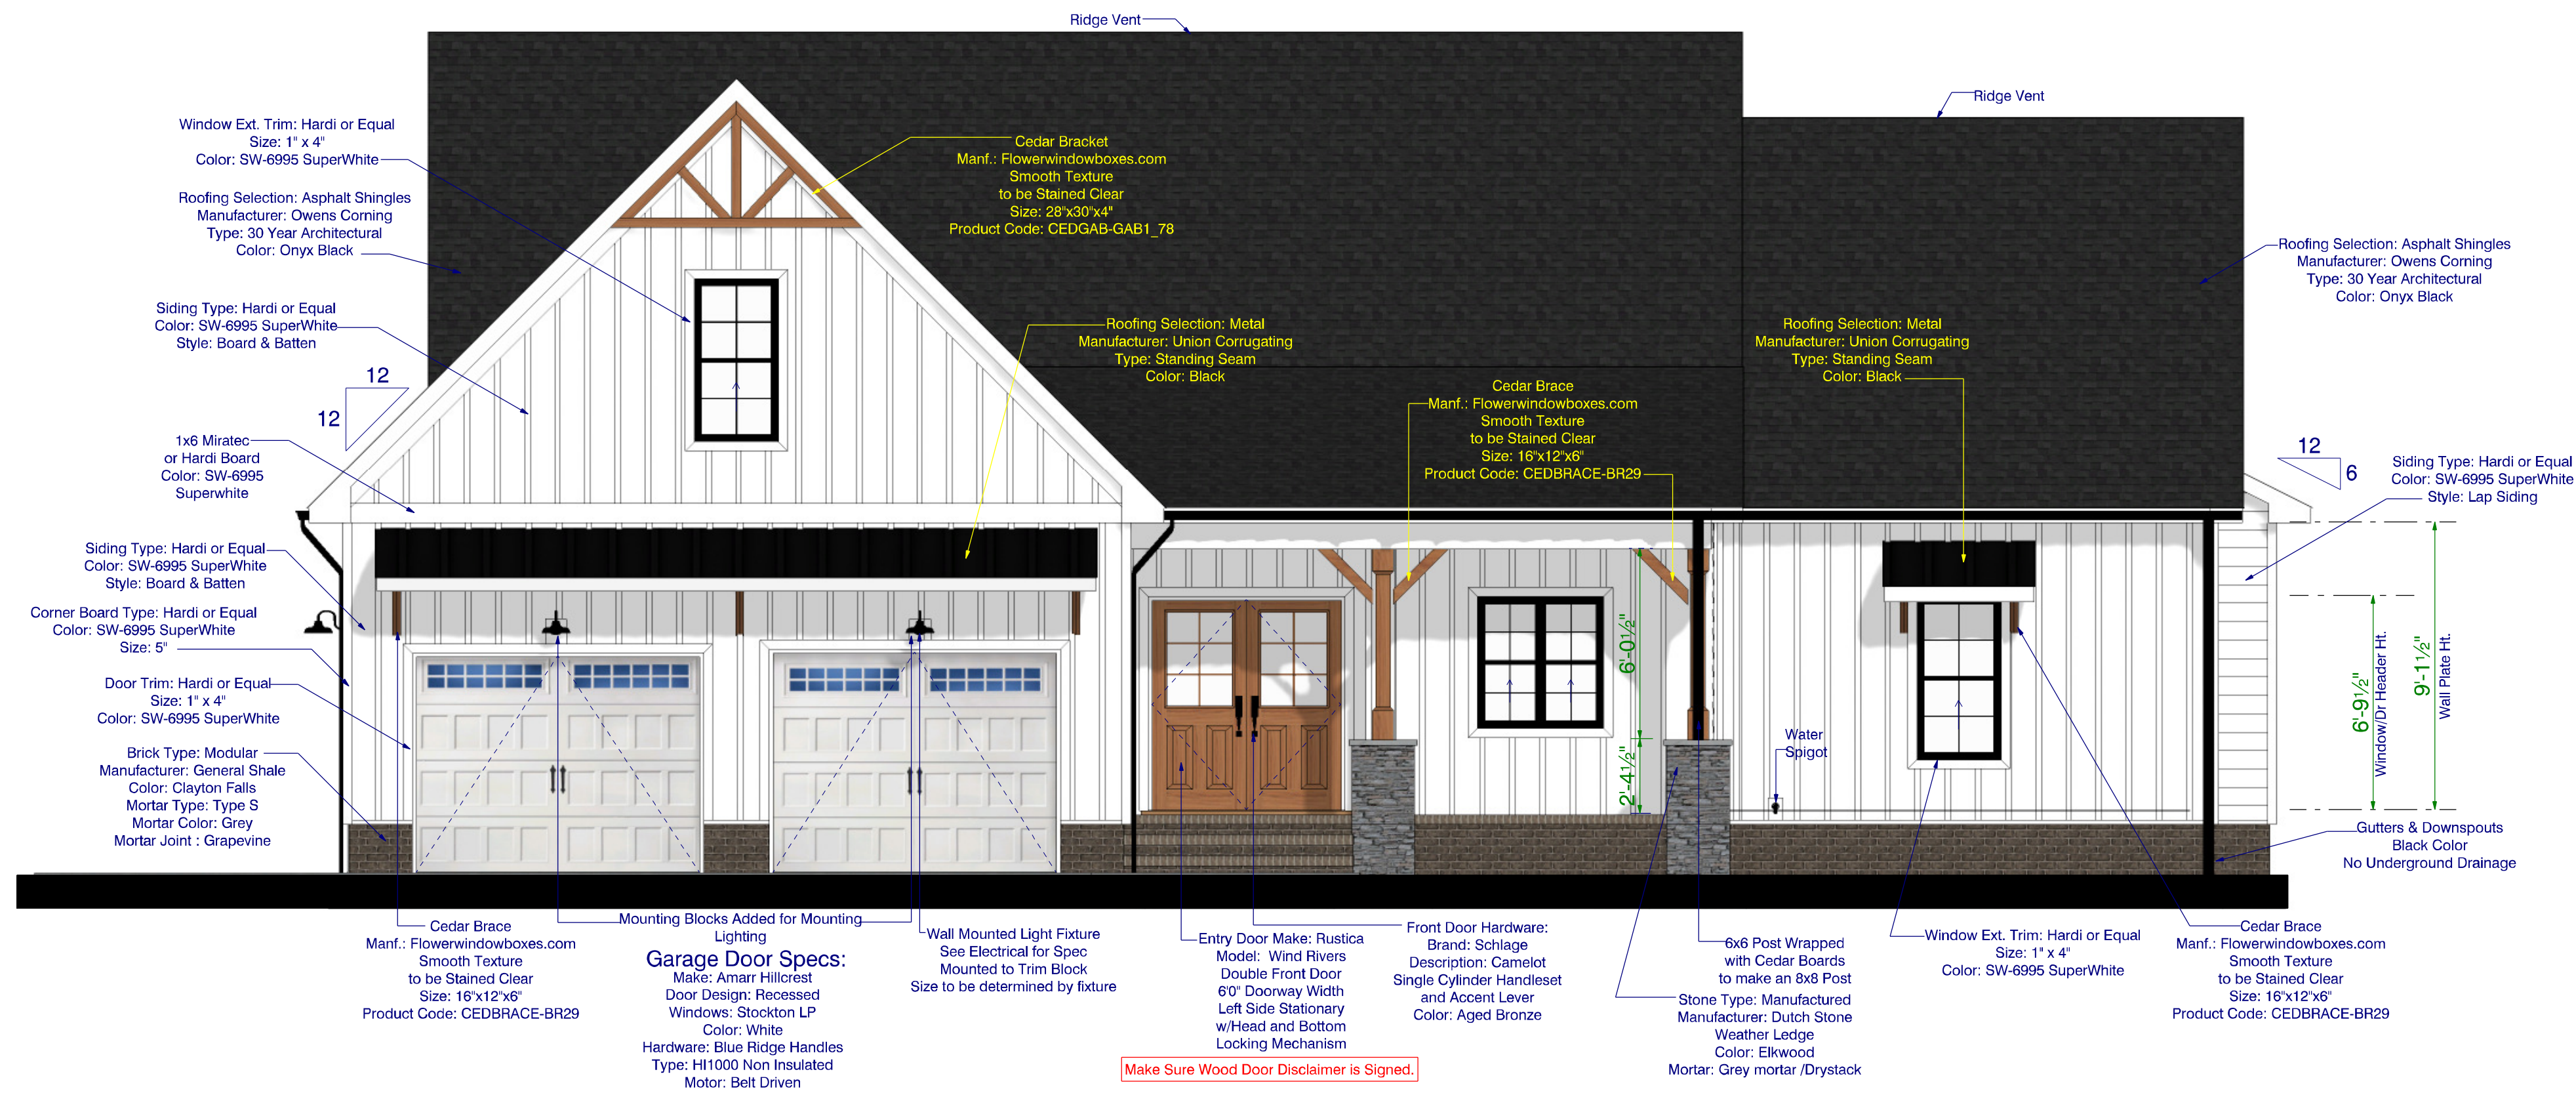 Ridge Vent
Ridge Vent
Window Ext. Trim: Hardi or Equal
Size: 1" x 4"
Color: SW-6995 SuperWhite
Roofing Selection: Asphalt Shingles
Manufacturer: Owens Corning
Type: 30 Year Architectural
Color: Onyx Black
Siding Type: Hardi or Equal
Color: SW-6995 SuperWhite
Style: Board & Batten
12
12
1x6 Miratec
or Hardi Board
Color: SW-6995
Superwhite
Siding Type: Hardi or Equal
Color: SW-6995 SuperWhite
Style: Board & Batten
Corner Board Type: Hardi or Equal
Color: SW-6995 SuperWhite
Size: 5"
Door Trim: Hardi or Equal
Size: 1" x 4"
Color: SW-6995 SuperWhite
Brick Type: Modular
Manufacturer: General Shale
Color: Clayton Falls
Mortar Type: Type S
Mortar Color: Grey
Mortar Joint : Grapevine
Cedar Bracket
Manf.: Flowerwindowboxes.com
Smooth Texture
to be Stained Clear
Size: 28"x30"x4"
Product Code: CEDGAB-GAB1_78
Roofing Selection: Metal
Manufacturer: Union Corrugating
Type: Standing Seam
Color: Black
Cedar Brace
Manf.: Flowerwindowboxes.com
Smooth Texture
to be Stained Clear
Size: 16"x12"x6"
Product Code: CEDBRACE-BR29
Roofing Selection: Metal
Manufacturer: Union Corrugating
Type: Standing Seam
Color: Black
Roofing Selection: Asphalt Shingles
Manufacturer: Owens Corning
Type: 30 Year Architectural
Color: Onyx Black
12
6
Siding Type: Hardi or Equal
Color: SW-6995 SuperWhite
Style: Lap Siding
6'-0½"
2'-4½"
Water
Spigot
6'-9½"
Window/Dr Header Ht.
9'-1½"
Wall Plate Ht.
Gutters & Downspouts
Black Color
No Underground Drainage
Cedar Brace
Manf.: Flowerwindowboxes.com
Smooth Texture
to be Stained Clear
Size: 16"x12"x6"
Product Code: CEDBRACE-BR29
Mounting Blocks Added for Mounting
Lighting
Garage Door Specs:
Make: Amarr Hillcrest
Door Design: Recessed
Windows: Stockton LP
Color: White
Hardware: Blue Ridge Handles
Type: HI1000 Non Insulated
Motor: Belt Driven
Wall Mounted Light Fixture
See Electrical for Spec
Mounted to Trim Block
Size to be determined by fixture
Entry Door Make: Rustica
Model: Wind Rivers
Double Front Door
6'0" Doorway Width
Left Side Stationary
w/Head and Bottom
Locking Mechanism
Make Sure Wood Door Disclaimer is Signed.
Front Door Hardware:
Brand: Schlage
Description: Camelot
Single Cylinder Handleset
and Accent Lever
Color: Aged Bronze
6x6 Post Wrapped
with Cedar Boards
to make an 8x8 Post
Stone Type: Manufactured
Manufacturer: Dutch Stone
Weather Ledge
Color: Elkwood
Mortar: Grey mortar /Drystack
Window Ext. Trim: Hardi or Equal
Size: 1" x 4"
Color: SW-6995 SuperWhite
Cedar Brace
Manf.: Flowerwindowboxes.com
Smooth Texture
to be Stained Clear
Size: 16"x12"x6"
Product Code: CEDBRACE-BR29